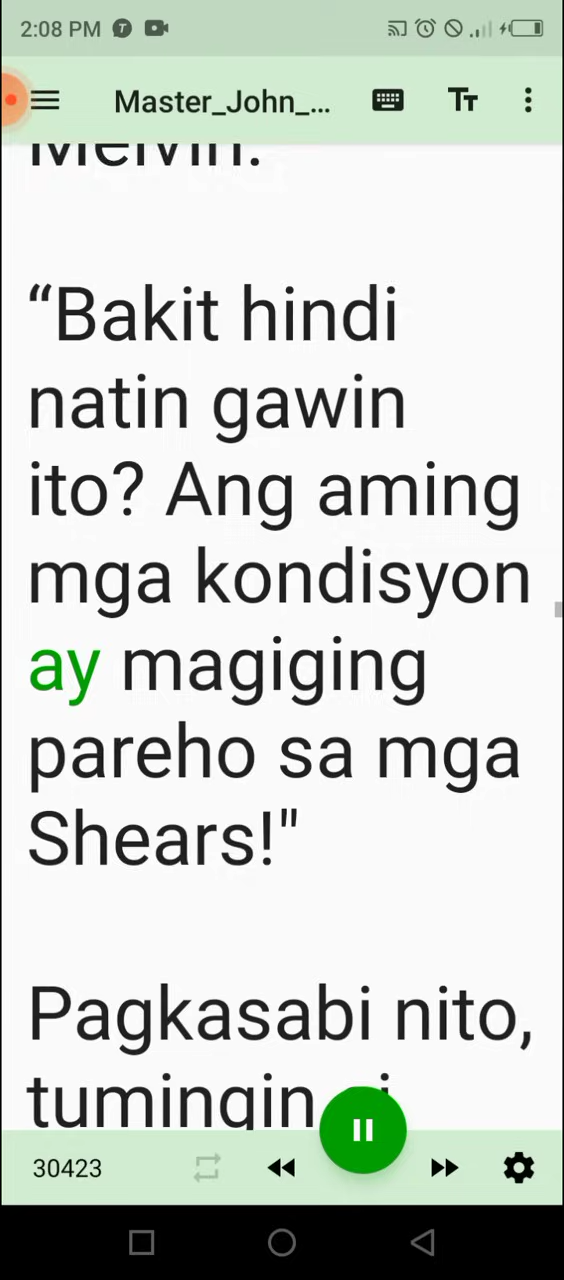 2:08 PM
Master_John_...
Melvin.
“Bakit hindi
natin gawin
ito? Ang aming
mga kondisyon
ay magiging
pareho sa mga
Shears!"
Pagkasabi nito,
tumingin
30423